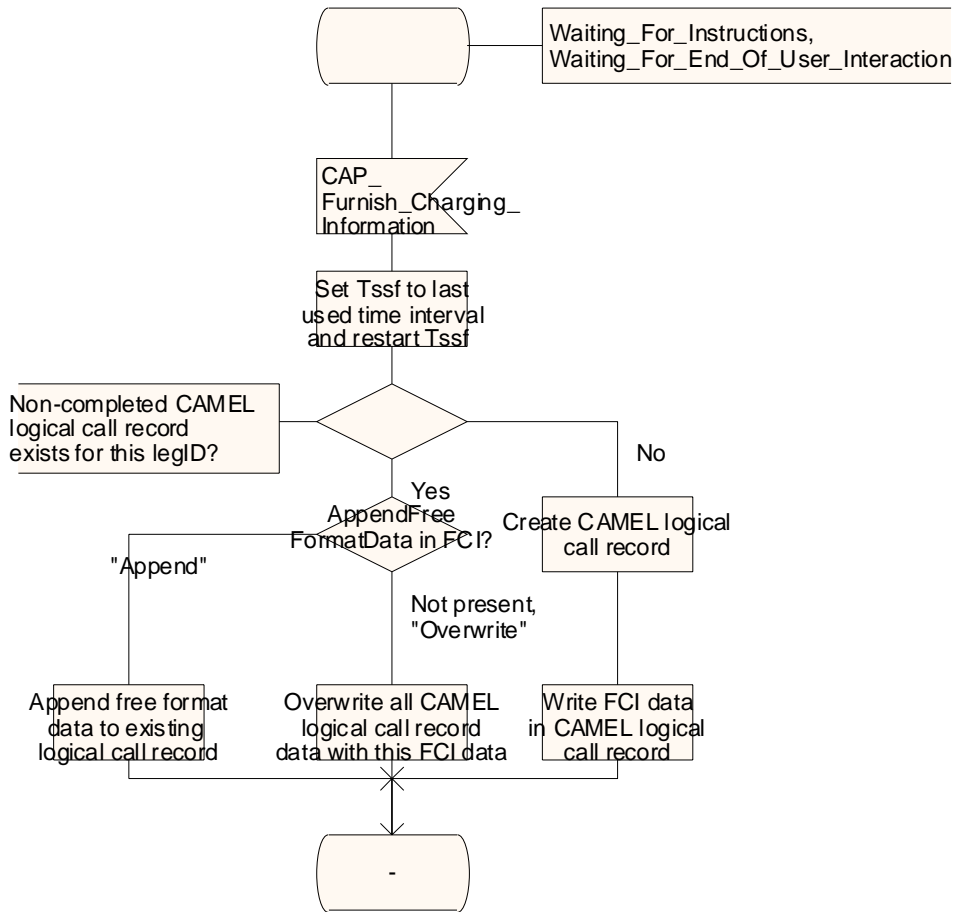 Waiting_For_Instructions,
Waiting_For_End_Of_User_Interaction
CAP_
Furnish_Charging_
Information
Set Tssf to last
used time interval
and restart Tssf
Non-completed CAMEL
logical call record
exists for this legID?
No
Yes
AppendFree
FormatData in FCI?
Create CAMEL logical
call record
"Append"
Not present,
"Overwrite"
Append free format
data to existing
logical call record
Overwrite all CAMEL
logical call record
data with this FCI data
Write FCI data
in CAMEL logical
call record
-